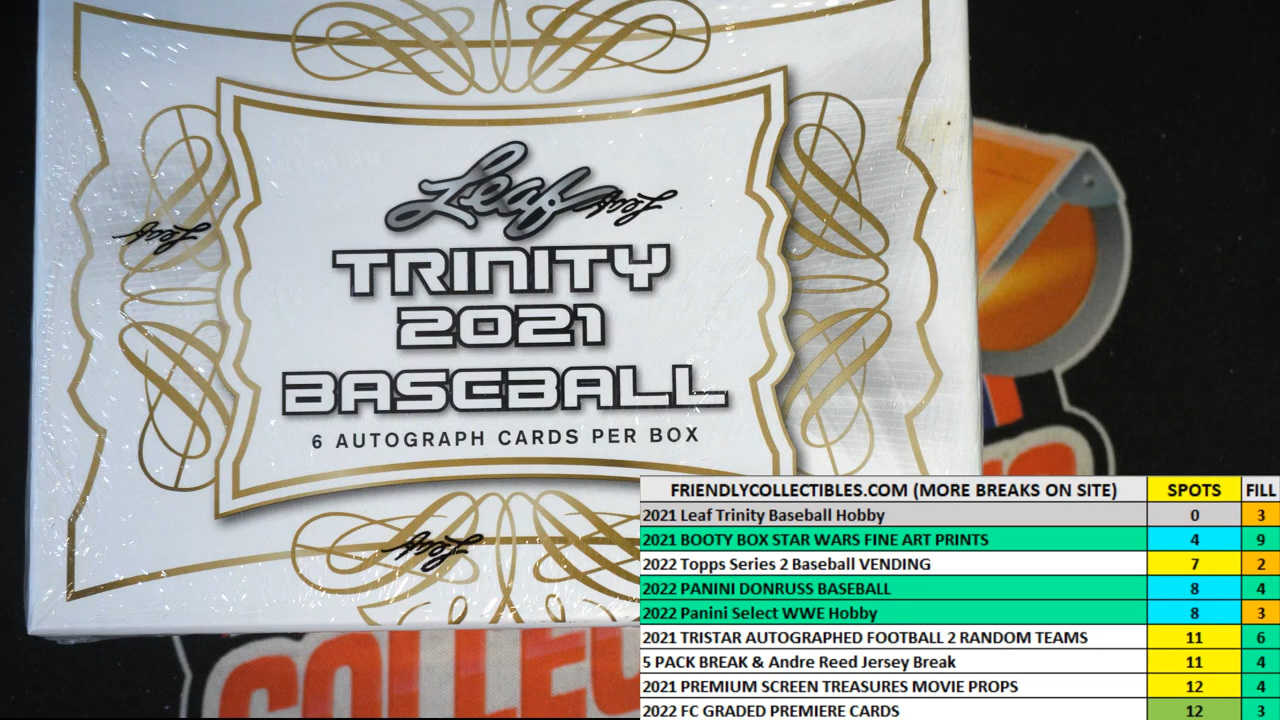 Leaf
Leaf
Leaf
TRINITY
2021
BASEBALL
6 AUTOGRAPH CARDS PER BOX
Leaf
FRIENDLYCOLLECTIBLES.COM (MORE BREAKS ON SITE) SPOTS FILL
2021 Leaf Trinity Baseball Hobby 0 3
2021 BOOTY BOX STAR WARS FINE ART PRINTS 4 9
2022 Topps Series 2 Baseball VENDING 7 2
2022 PANINI DONRUSS BASEBALL 8 4
2022 Panini Select WWE Hobby 8 3
2021 TRISTAR AUTOGRAPHED FOOTBALL 2 RANDOM TEAMS 11 6
5 PACK BREAK & Andre Reed Jersey Break 11 4
2021 PREMIUM SCREEN TREASURES MOVIE PROPS 12 4
2022 FC GRADED PREMIERE CARDS 12 3